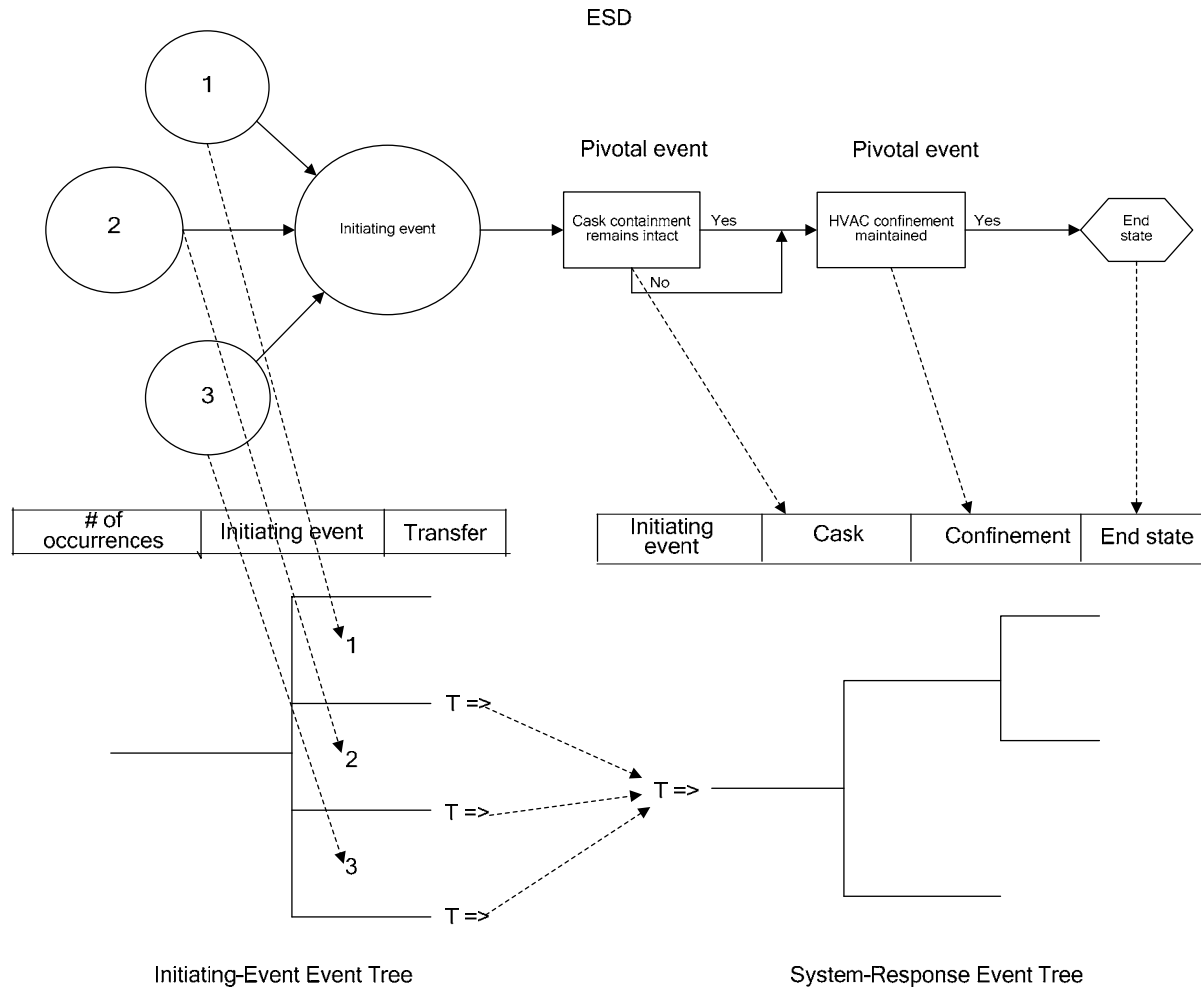 ESD
1
2
3
Initiating event
Pivotal event
Cask containment
remains intact
Yes
No
Pivotal event
HVAC confinement
maintained
Yes
End
state
# of
occurrences
Initiating event
Transfer
Initiating
event
Cask
Confinement
End state
1
T =>
2
T =>
3
T =>
T =>
Initiating-Event Event Tree
System-Response Event Tree